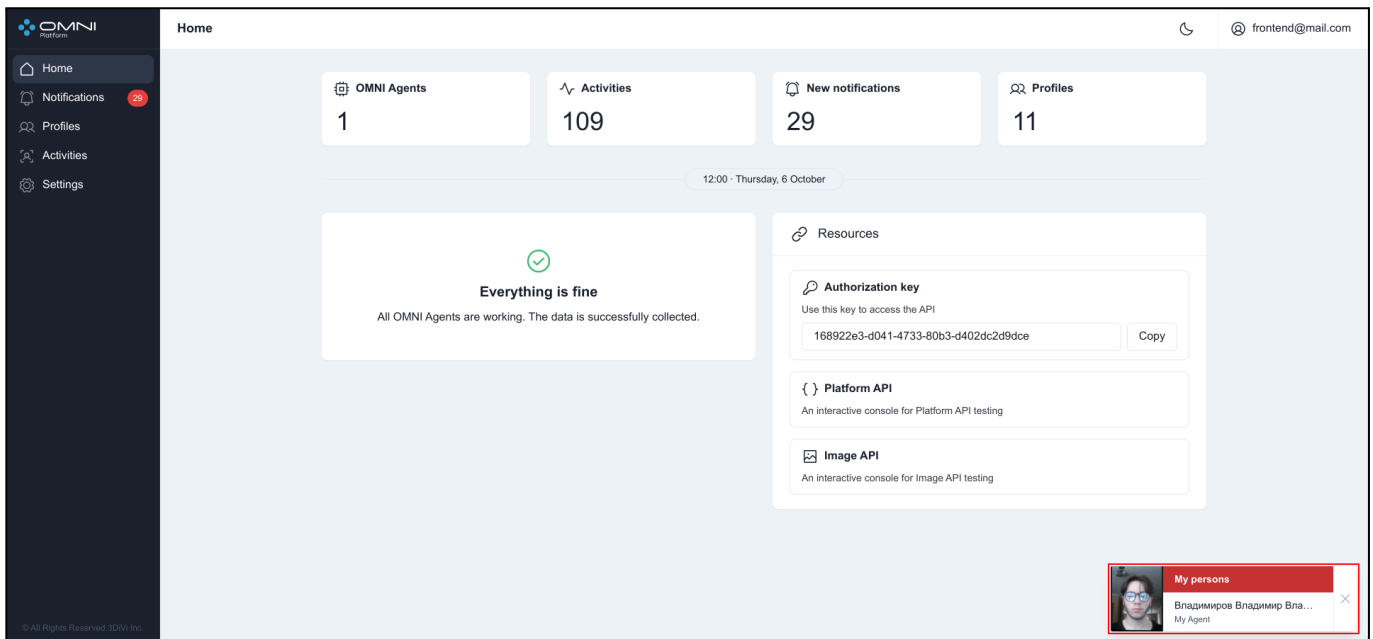 OMNI
Platform
Home
frontend@mail.com
Home
Notifications
29
Profiles
Activities
Settings
OMNI Agents
1
Activities
109
New notifications
29
Profiles
11
12:00 · Thursday, 6 October
Everything is fine
All OMNI Agents are working. The data is successfully collected.
Resources
Authorization key
Use this key to access the API
168922e3-d041-4733-80b3-d402dc2d9dce
Copy
{ } Platform API
An interactive console for Platform API testing
Image API
An interactive console for Image API testing
My persons
Владимиров Владимир Вла...
My Agent
© All Rights Reserved 3DiVi Inc.